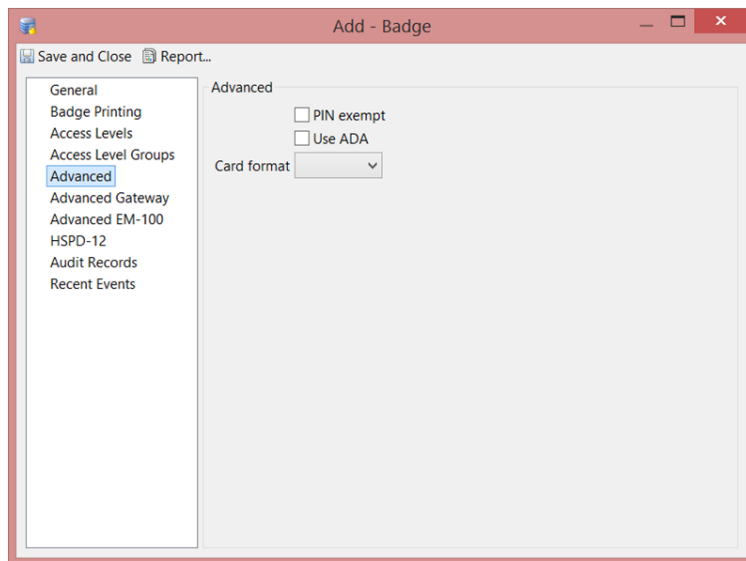 Add - Badge
Save and Close Report...
General
Badge Printing
Access Levels
Access Level Groups
Advanced
Advanced Gateway
Advanced EM-100
HSPD-12
Audit Records
Recent Events
Advanced
PIN exempt
Use ADA
Card format